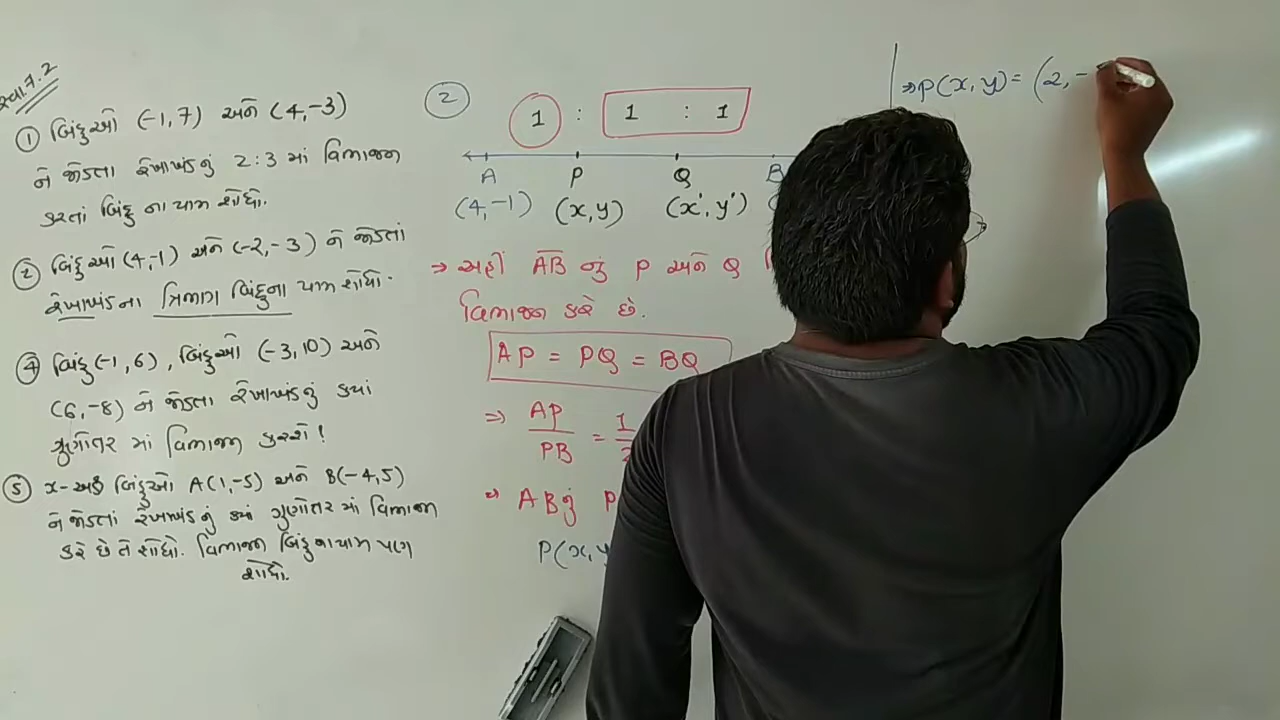 સ્વા.7.2
① બિંદુઓ (-1,7) અને (4,-3)
ને જોડતા રેખાખંડનું 2:3 માં વિભાજન
કરતાં બિંદુ ના યામ શોધો.
② બિંદુઓ (4,-1) અને (-2,-3) ને જોડતાં
રેખાખંડના ત્રિભાગ બિંદુના યામ શોધો.
④ બિંદુ(-1,6), બિંદુઓ (-3,10) અને
(6,-8) ને જોડતા રેખાખંડનું ક્યાં
ગુણોતર માં વિભાજન કરશે!
⑤ x-અક્ષ બિંદુઓ A(1,-5) અને B(-4,5)
ને જોડતાં રેખાખંડનું ક્યાં ગુણોતર માં વિભાજન
કરે છે તે શોધો. વિભાજન બિંદુના યામ પણ
શોધો.
②
1 : 1 : 1
A P Q B
(4,-1) (x,y) (x',y')
⇒ અહીં AB નું P અને Q
વિભાજન કરે છે.
AP = PQ = BQ
⇒ AP/PB = 1/2
⇒ ABનું P
P(x,y
⇒P(x,y) = (2,-